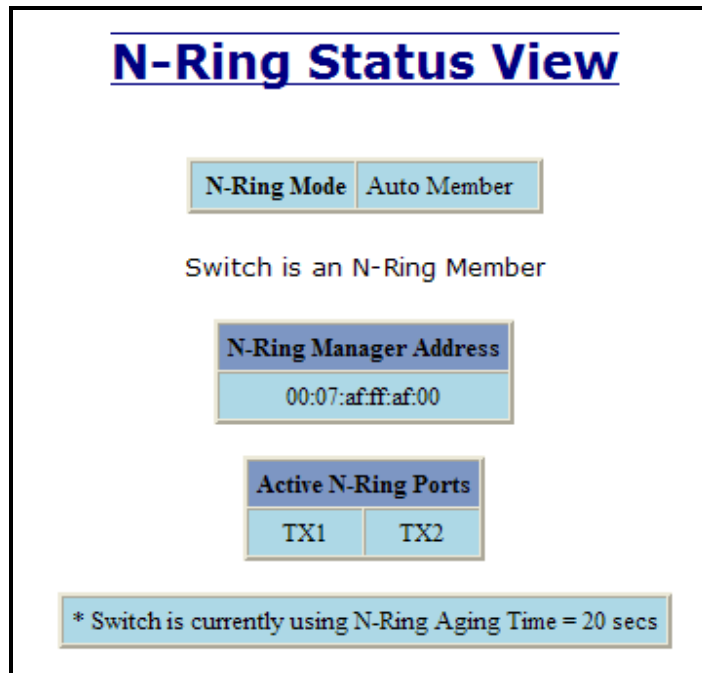 N-Ring Status View
N-Ring Mode Auto Member
Switch is an N-Ring Member
N-Ring Manager Address
00:07:af:ff:af:00
Active N-Ring Ports
TX1 TX2
* Switch is currently using N-Ring Aging Time = 20 secs